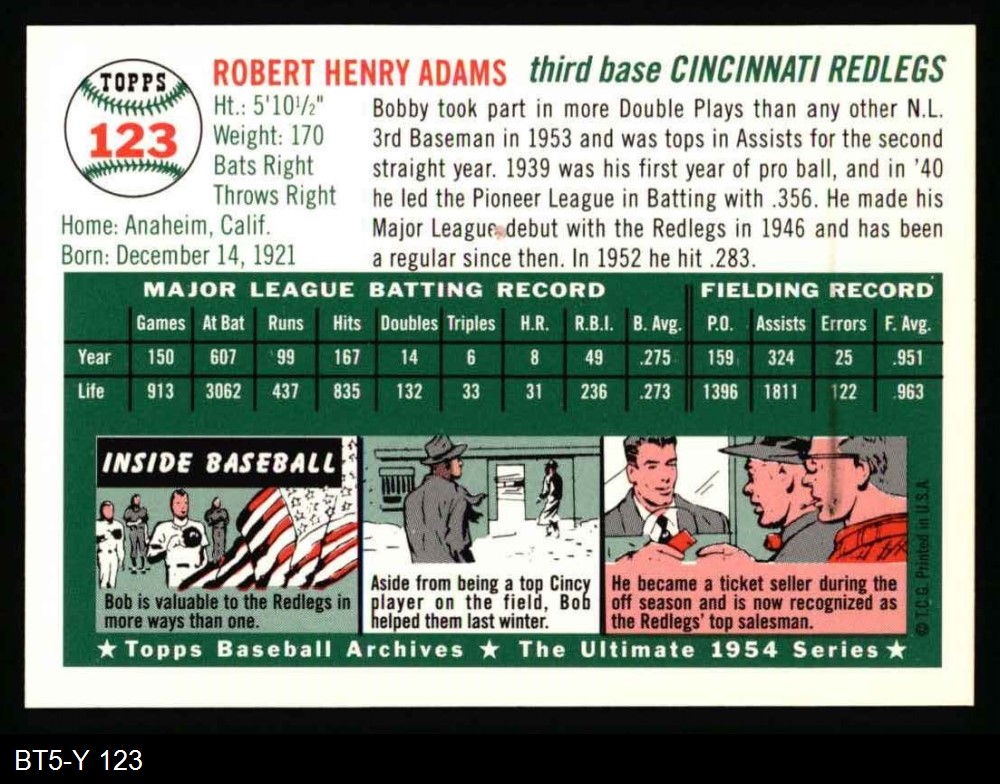 TOPPS
123
ROBERT HENRY ADAMS third base CINCINNATI REDLEGS
Ht.: 5'10½"
Weight: 170
Bats Right
Throws Right
Home: Anaheim, Calif.
Born: December 14, 1921
Bobby took part in more Double Plays than any other N.L.
3rd Baseman in 1953 and was tops in Assists for the second
straight year. 1939 was his first year of pro ball, and in '40
he led the Pioneer League in Batting with .356. He made his
Major League debut with the Redlegs in 1946 and has been
a regular since then. In 1952 he hit .283.
MAJOR LEAGUE BATTING RECORD FIELDING RECORD
Games At Bat Runs Hits Doubles Triples H.R. R.B.I. B. Avg. P.O. Assists Errors F. Avg.
Year 150 607 99 167 14 6 8 49 .275 159 324 25 .951
Life 913 3062 437 835 132 33 31 236 .273 1396 1811 122 .963
INSIDE BASEBALL
Bob is valuable to the Redlegs in
more ways than one.
Aside from being a top Cincy
player on the field, Bob
helped them last winter.
He became a ticket seller during the
off season and is now recognized as
the Redlegs' top salesman.
© T.C.G. Printed in U.S.A.
★ Topps Baseball Archives ★ The Ultimate 1954 Series ★
BT5-Y 123